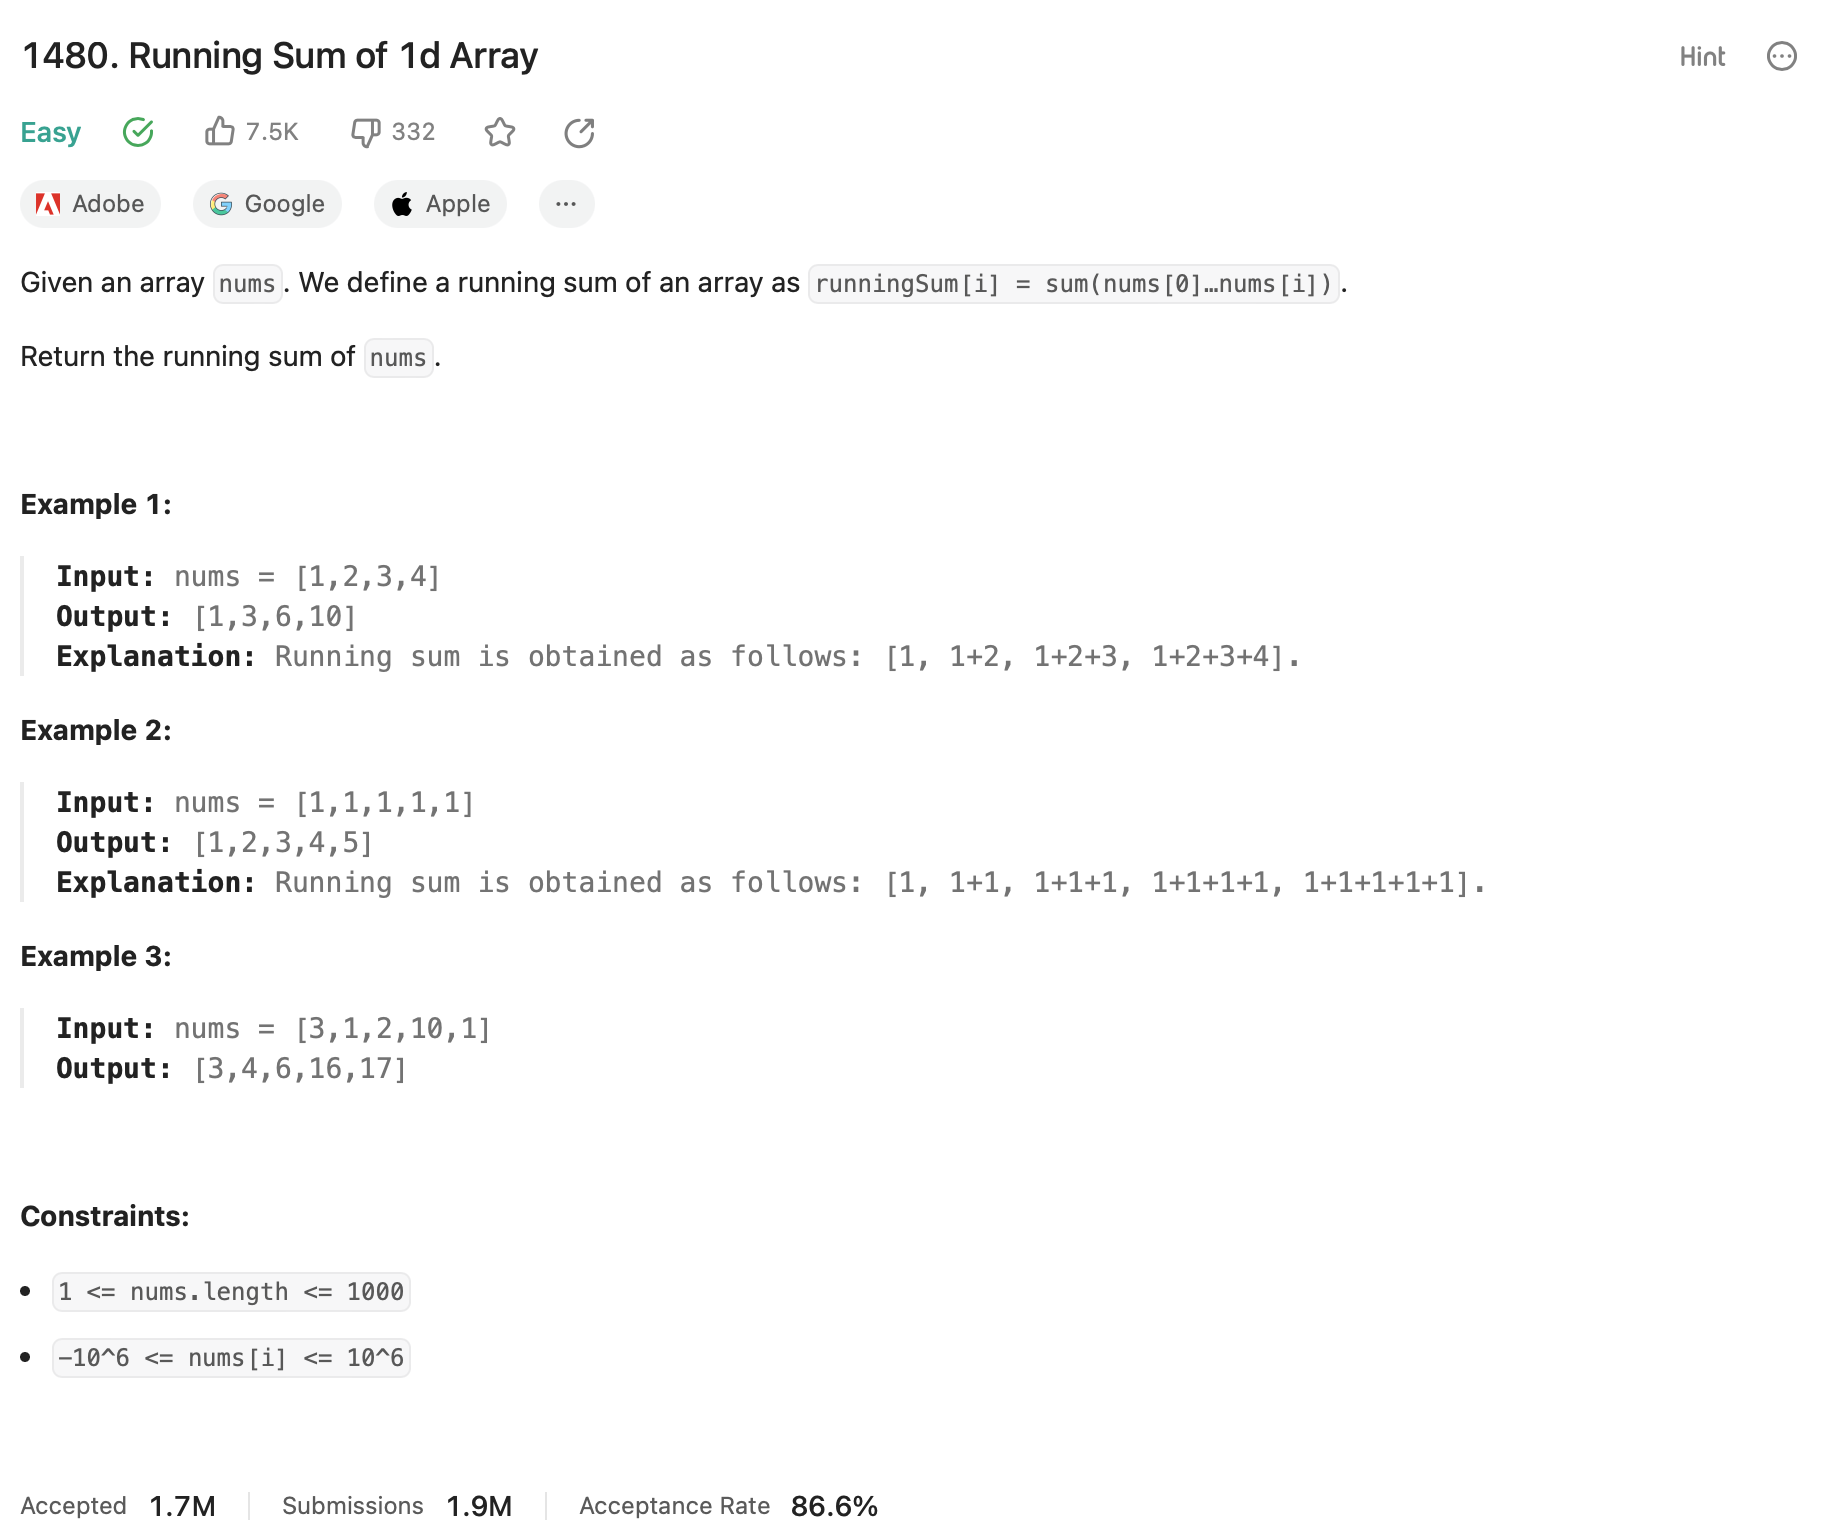 1480. Running Sum of 1d Array
Hint
Easy
7.5K
332
Adobe
Google
Apple
Given an array nums. We define a running sum of an array as runningSum[i] = sum(nums[0]…nums[i]).
Return the running sum of nums.
Example 1:
Input: nums = [1,2,3,4]
Output: [1,3,6,10]
Explanation: Running sum is obtained as follows: [1, 1+2, 1+2+3, 1+2+3+4].
Example 2:
Input: nums = [1,1,1,1,1]
Output: [1,2,3,4,5]
Explanation: Running sum is obtained as follows: [1, 1+1, 1+1+1, 1+1+1+1, 1+1+1+1+1].
Example 3:
Input: nums = [3,1,2,10,1]
Output: [3,4,6,16,17]
Constraints:
1 <= nums.length <= 1000
-10^6 <= nums[i] <= 10^6
Accepted 1.7M Submissions 1.9M Acceptance Rate 86.6%